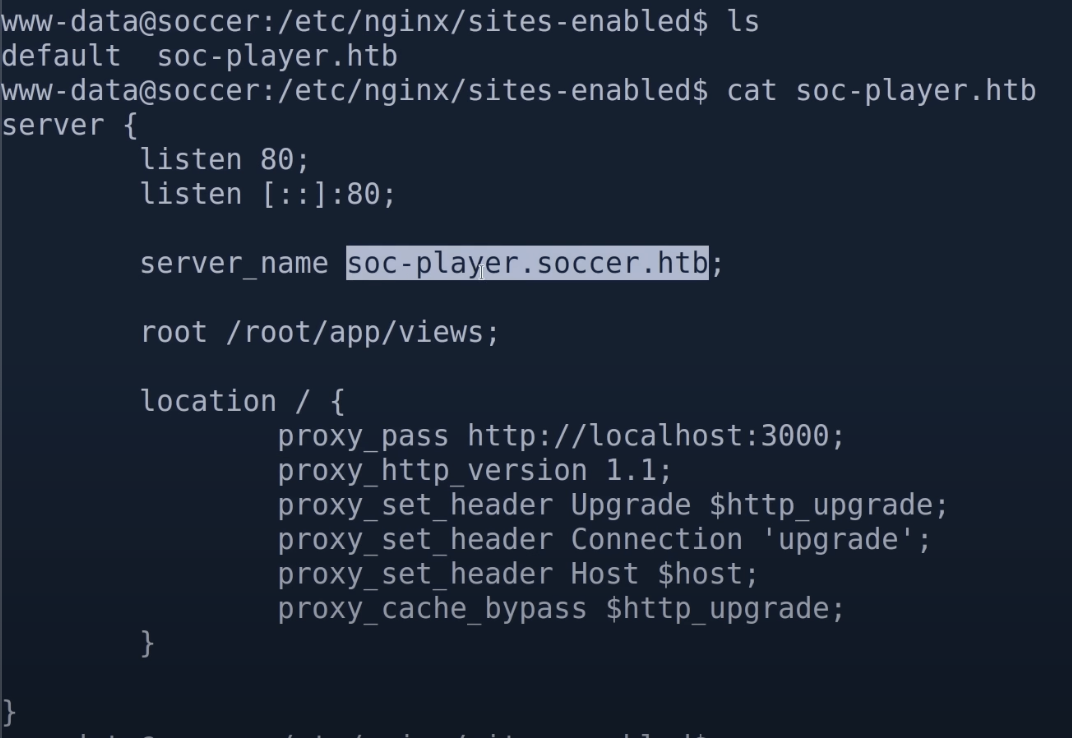 www-data@soccer:/etc/nginx/sites-enabled$ ls
default  soc-player.htb
www-data@soccer:/etc/nginx/sites-enabled$ cat soc-player.htb
server {
        listen 80;
        listen [::]:80;

        server_name soc-player.soccer.htb;

        root /root/app/views;

        location / {
                proxy_pass http://localhost:3000;
                proxy_http_version 1.1;
                proxy_set_header Upgrade $http_upgrade;
                proxy_set_header Connection 'upgrade';
                proxy_set_header Host $host;
                proxy_cache_bypass $http_upgrade;
        }

}